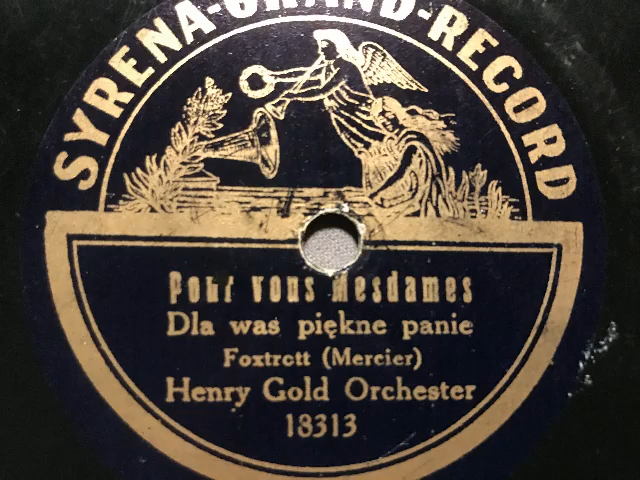 SYRENA-GRAND-RECORD
Pour vous Mesdames
Dla was piękne panie
Foxtrott (Mercier)
Henry Gold Orchester
18313